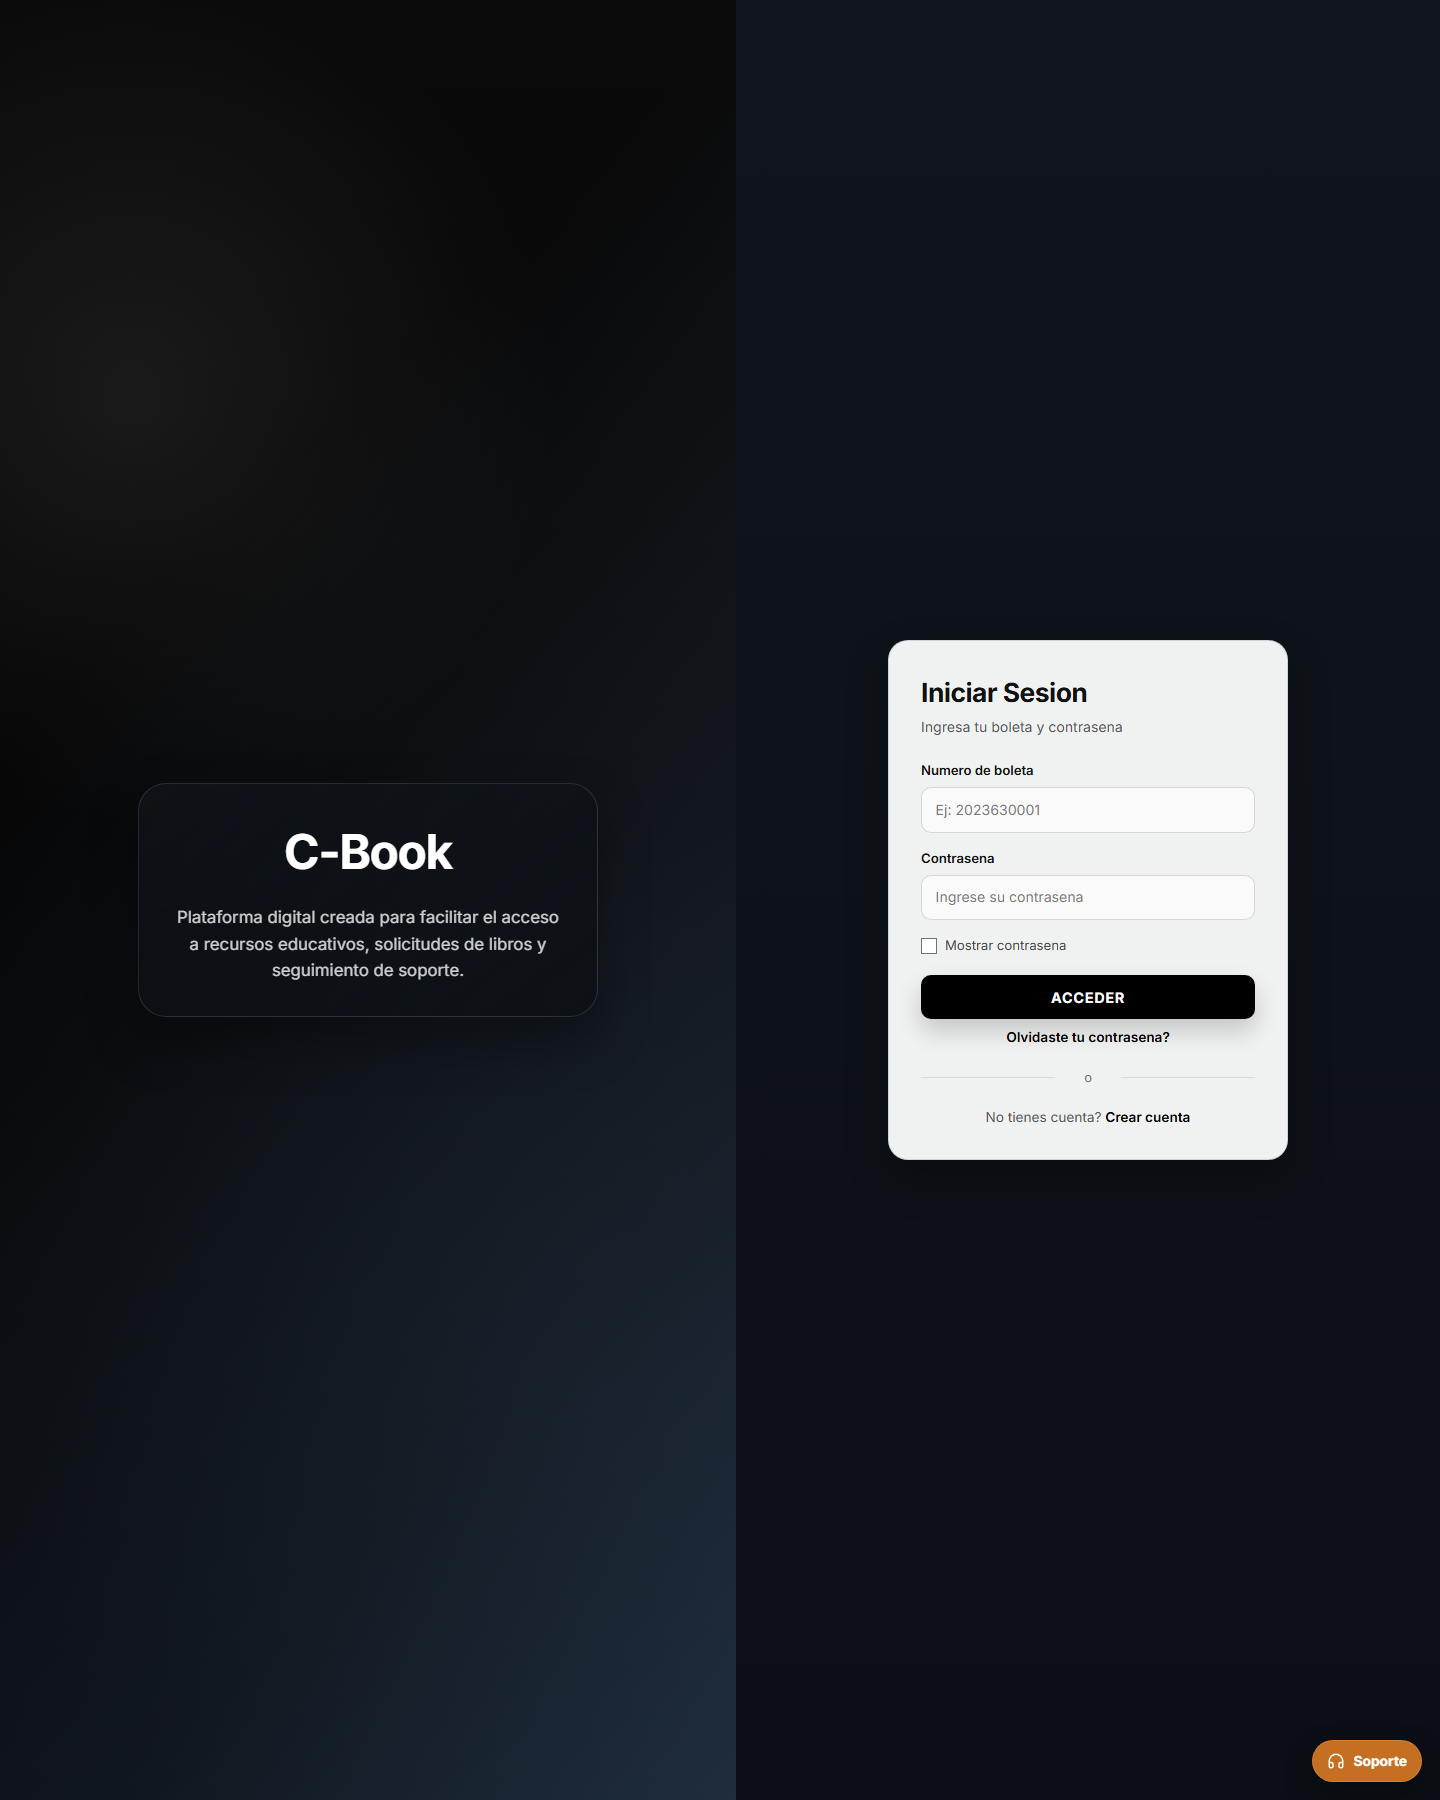 C-Book
Plataforma digital creada para facilitar el acceso
a recursos educativos, solicitudes de libros y
seguimiento de soporte.
Iniciar Sesion
Ingresa tu boleta y contrasena
Numero de boleta
Ej: 2023630001
Contrasena
Ingrese su contrasena
Mostrar contrasena
ACCEDER
Olvidaste tu contrasena?
o
No tienes cuenta? Crear cuenta
Soporte